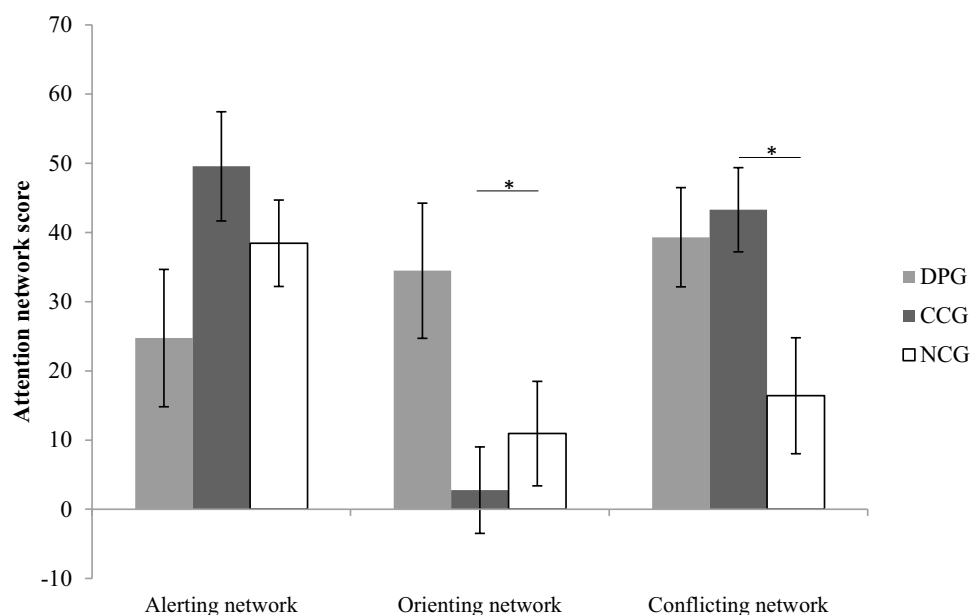 70
60
50
40
30
20
10
0
-10
Attention network score
*
*
Alerting network
Orienting network
Conflicting network
DPG
CCG
NCG